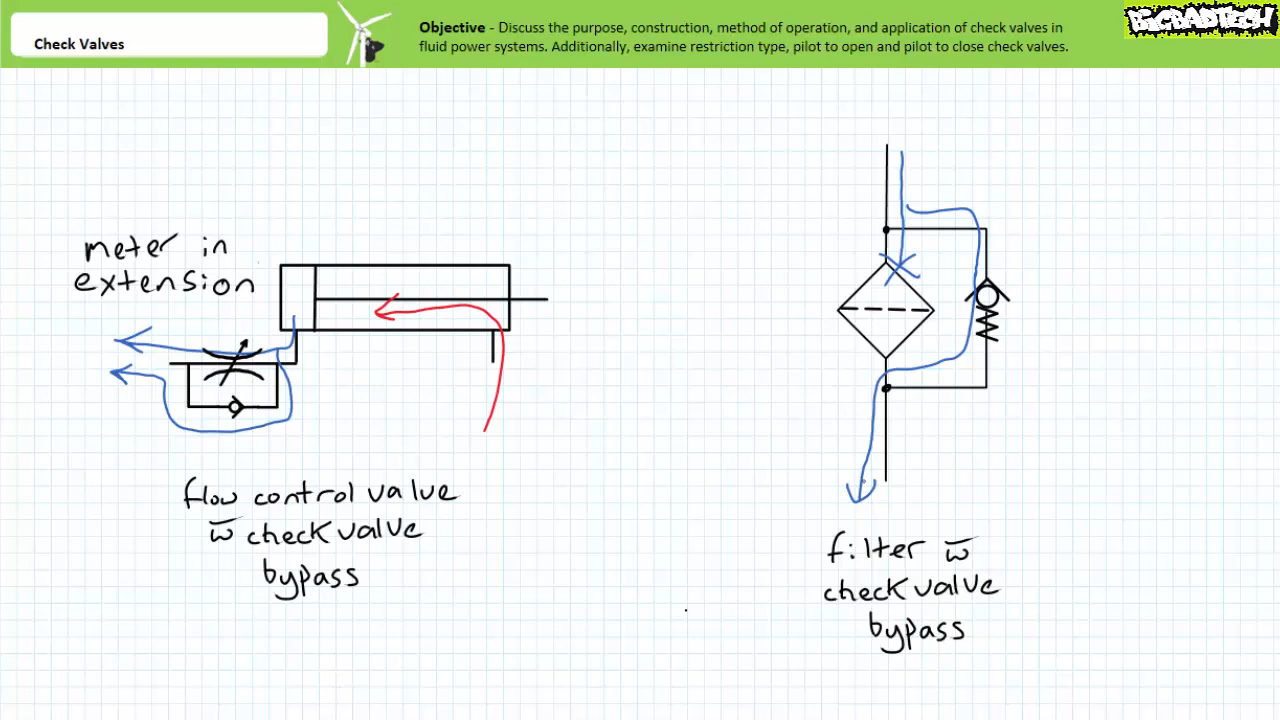 Check Valves
Objective - Discuss the purpose, construction, method of operation, and application of check valves in
fluid power systems. Additionally, examine restriction type, pilot to open and pilot to close check valves.
BIGBADTECH
meter in
extension
flow control valve
w̅ check valve
bypass
filter w̅
check valve
bypass